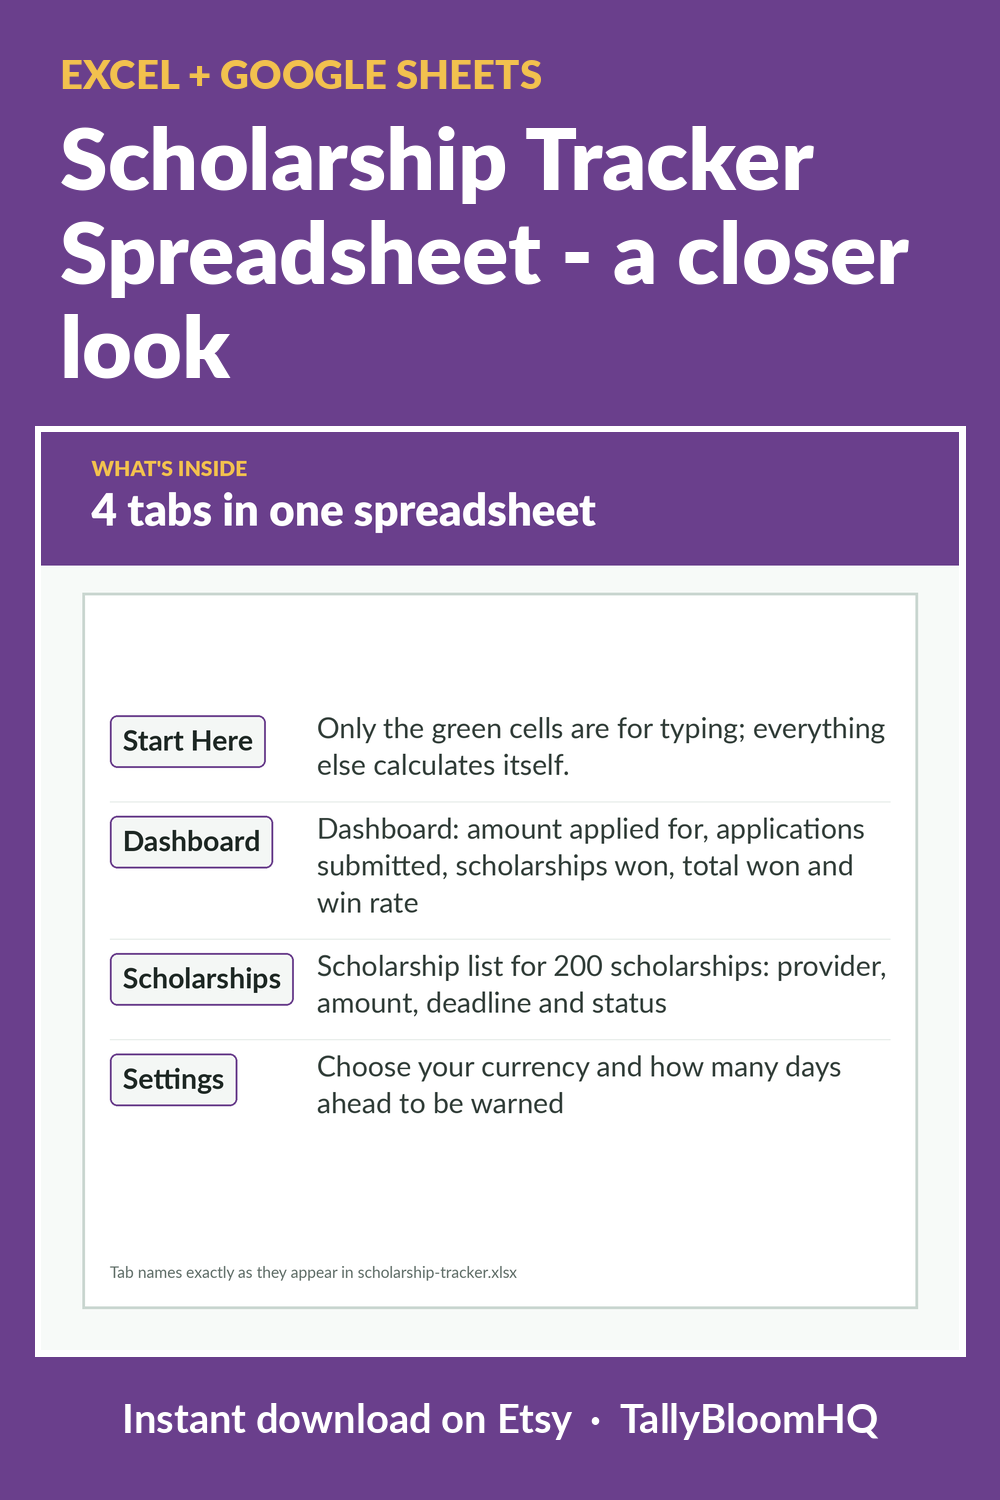 EXCEL + GOOGLE SHEETS
Scholarship Tracker
Spreadsheet - a closer
look
WHAT'S INSIDE
4 tabs in one spreadsheet
Start Here
Only the green cells are for typing; everything
else calculates itself.
Dashboard
Dashboard: amount applied for, applications
submitted, scholarships won, total won and
win rate
Scholarships
Scholarship list for 200 scholarships: provider,
amount, deadline and status
Settings
Choose your currency and how many days
ahead to be warned
Tab names exactly as they appear in scholarship-tracker.xlsx
Instant download on Etsy · TallyBloomHQ